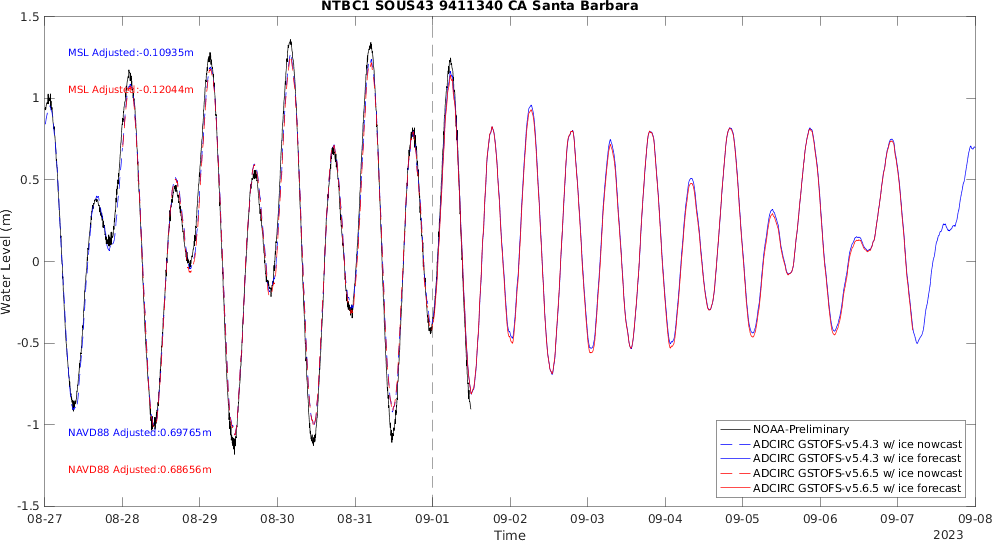 NTBC1 SOUS43 9411340 CA Santa Barbara
1.5
MSL Adjusted:-0.10935m
MSL Adjusted:-0.12044m
1
0.5
0
-0.5
-1
-1.5
Water Level (m)
NAVD88 Adjusted:0.69765m
NAVD88 Adjusted:0.68656m
NOAA-Preliminary
ADCIRC GSTOFS-v5.4.3 w/ ice nowcast
ADCIRC GSTOFS-v5.4.3 w/ ice forecast
ADCIRC GSTOFS-v5.6.5 w/ ice nowcast
ADCIRC GSTOFS-v5.6.5 w/ ice forecast
08-27 08-28 08-29 08-30 08-31 09-01 09-02 09-03 09-04 09-05 09-06 09-07 09-08
Time
2023